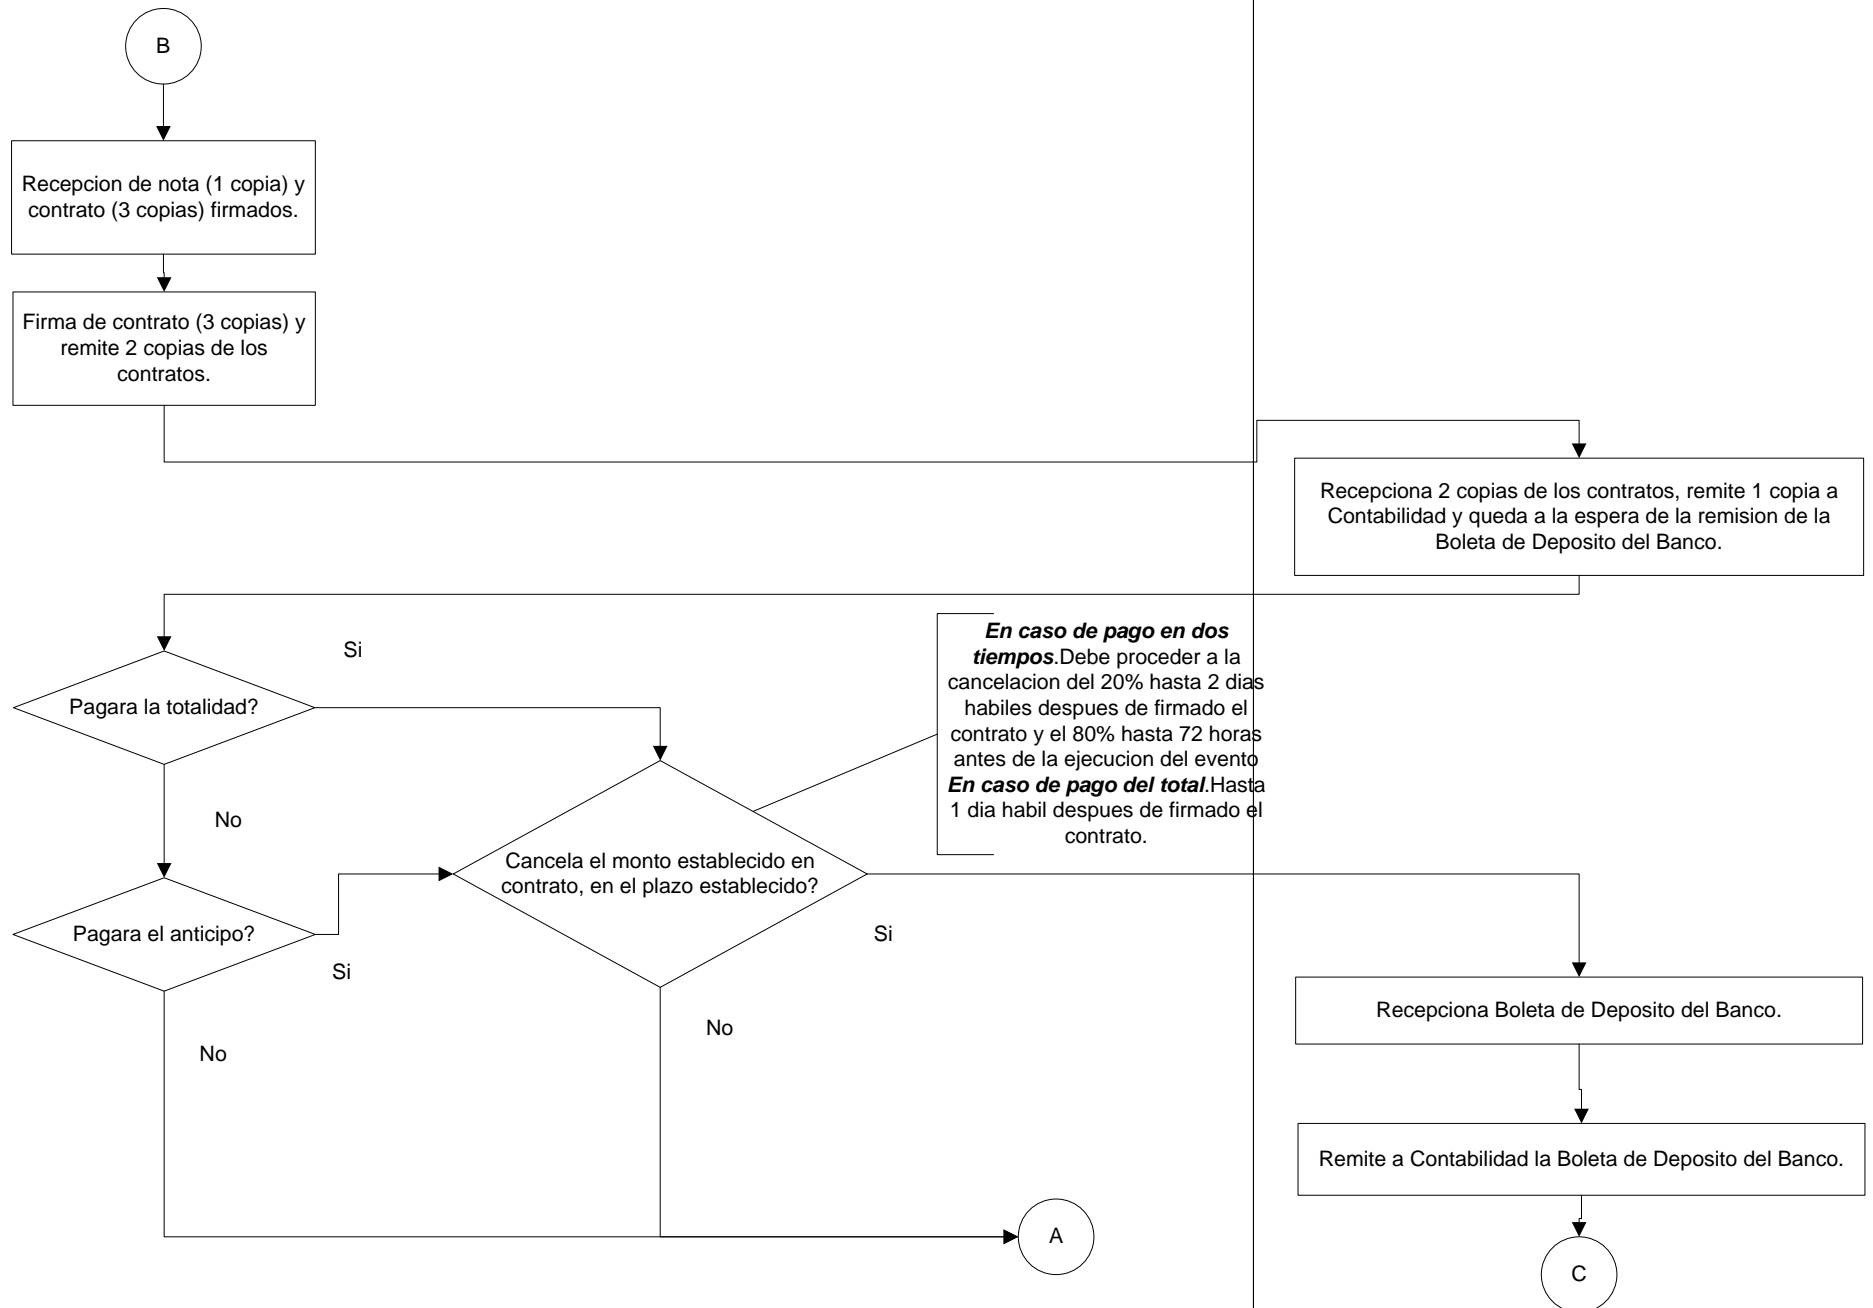 B
Recepcion de nota (1 copia) y
contrato (3 copias) firmados.
Firma de contrato (3 copias) y
remite 2 copias de los
contratos.
Recepciona 2 copias de los contratos, remite 1 copia a
Contabilidad y queda a la espera de la remision de la
Boleta de Deposito del Banco.
Pagara la totalidad?
Si
No
En caso de pago en dos
tiempos.Debe proceder a la
cancelacion del 20% hasta 2 dias
habiles despues de firmado el
contrato y el 80% hasta 72 horas
antes de la ejecucion del evento
En caso de pago del total.Hasta
1 dia habil despues de firmado el
contrato.
Pagara el anticipo?
Si
No
Cancela el monto establecido en
contrato, en el plazo establecido?
Si
No
Recepciona Boleta de Deposito del Banco.
Remite a Contabilidad la Boleta de Deposito del Banco.
A
C